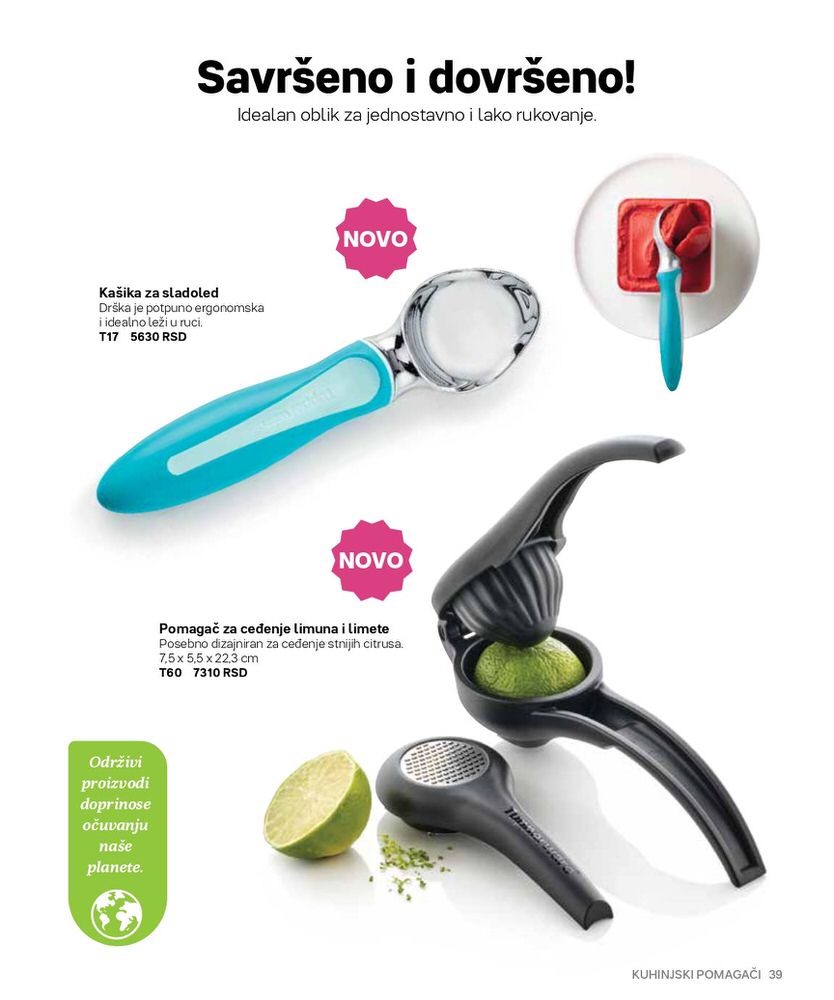 Savršeno i dovršeno!
Idealan oblik za jednostavno i lako rukovanje.
NOVO
Kašika za sladoled
Drška je potpuno ergonomska
i idealno leži u ruci.
T17 5630 RSD
NOVO
Pomagač za ceđenje limuna i limete
Posebno dizajniran za ceđenje stnijih citrusa.
7,5 x 5,5 x 22,3 cm
T60 7310 RSD
Održivi
proizvodi
doprinose
očuvanju
naše
planete.
Tupperware
KUHINJSKI POMAGAČI 39